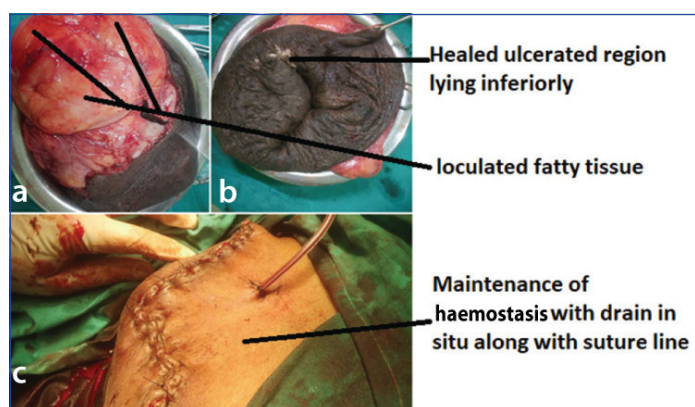 Healed ulcerated region
lying inferiorly
loculated fatty tissue
Maintenance of
haemostasis with drain in
situ along with suture line
a
b
c